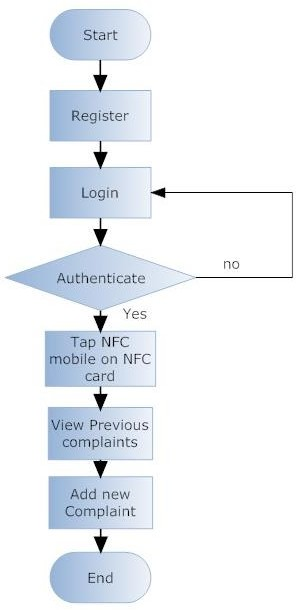 Start
Register
Login
no
Authenticate
Yes
Tap NFC
mobile on NFC
card
View Previous
complaints
Add new
Complaint
End